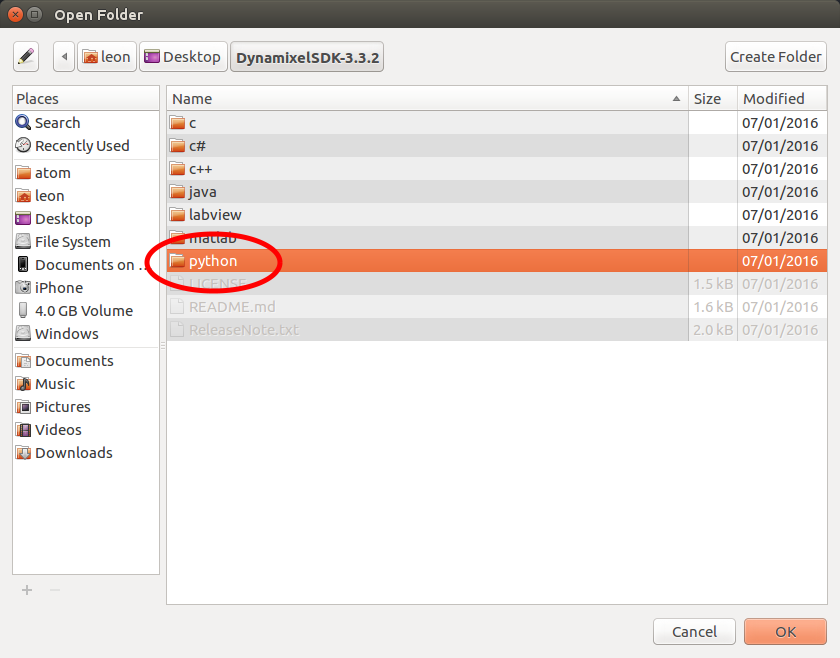 Open Folder
leon Desktop DynamixelSDK-3.3.2 Create Folder
Places
Search
Recently Used
atom
leon
Desktop
File System
Documents on ...
iPhone
4.0 GB Volume
Windows
Documents
Music
Pictures
Videos
Downloads
Name Size Modified
c 07/01/2016
c# 07/01/2016
c++ 07/01/2016
java 07/01/2016
labview 07/01/2016
matlab 07/01/2016
python 07/01/2016
LICENSE 1.5 kB 07/01/2016
README.md 1.6 kB 07/01/2016
ReleaseNote.txt 2.0 kB 07/01/2016
Cancel OK